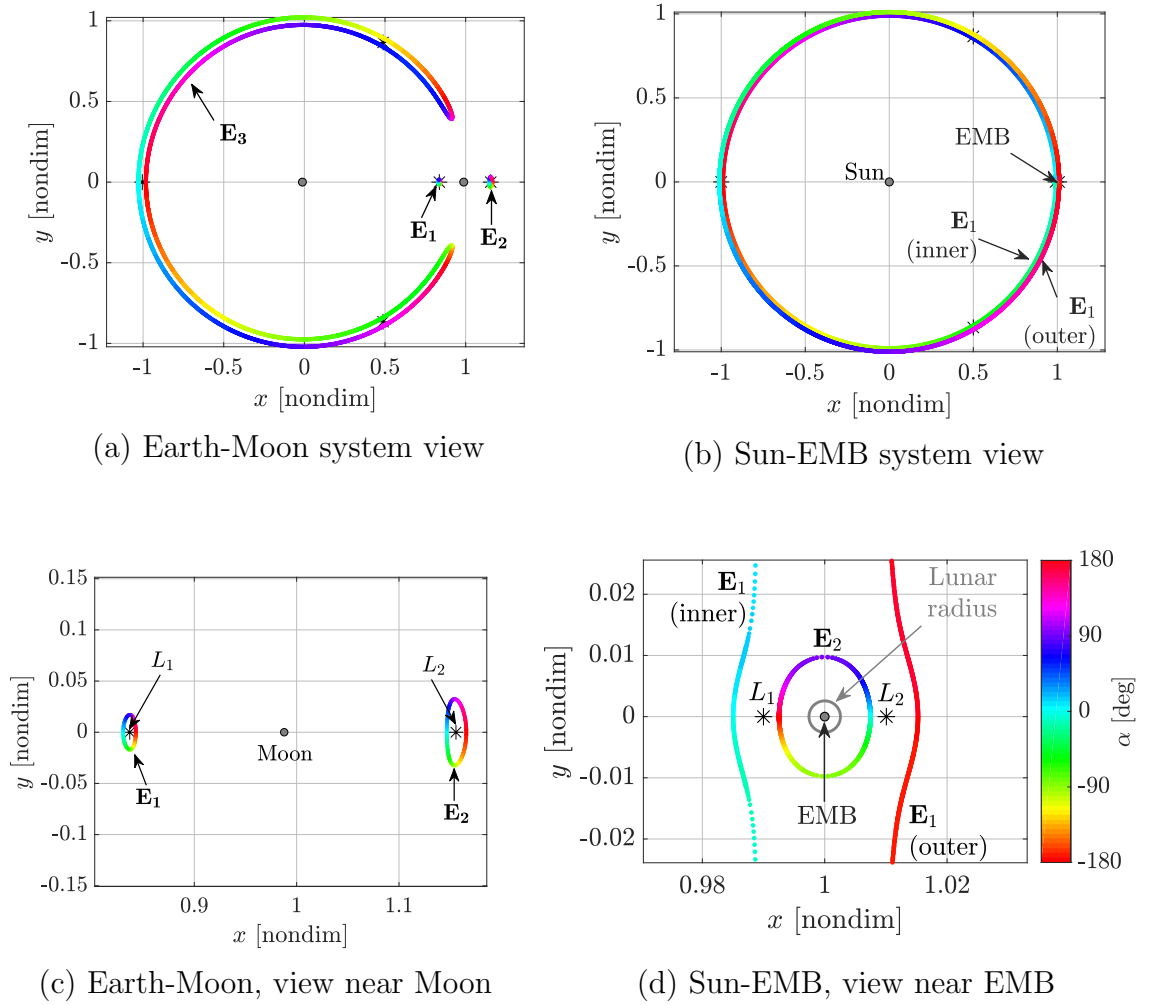 1
0.5
0
-0.5
-1
y [nondim]
-1
-0.5
0
0.5
1
x [nondim]
E₃
E₁
E₂
(a) Earth-Moon system view
1
0.5
0
-0.5
-1
y [nondim]
-1
-0.5
0
0.5
1
x [nondim]
EMB
Sun
E₁
(inner)
E₁
(outer)
(b) Sun-EMB system view
0.15
0.1
0.05
0
-0.05
-0.1
-0.15
y [nondim]
0.9
1
1.1
x [nondim]
L₁
L₂
Moon
E₁
E₂
(c) Earth-Moon, view near Moon
0.02
0.01
0
-0.01
-0.02
y [nondim]
0.98
1
1.02
x [nondim]
E₁
(inner)
Lunar
radius
E₂
L₁
L₂
EMB
E₁
(outer)
180
90
0
-90
-180
α [deg]
(d) Sun-EMB, view near EMB